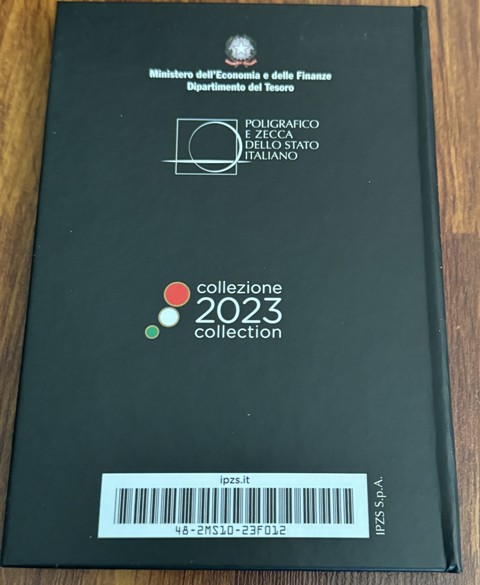 Ministero dell'Economia e delle Finanze
Dipartimento del Tesoro
POLIGRAFICO
E ZECCA
DELLO STATO
ITALIANO
collezione
2023
collection
ipzs.it
48-2MS10-23F012
IPZS S.p.A.